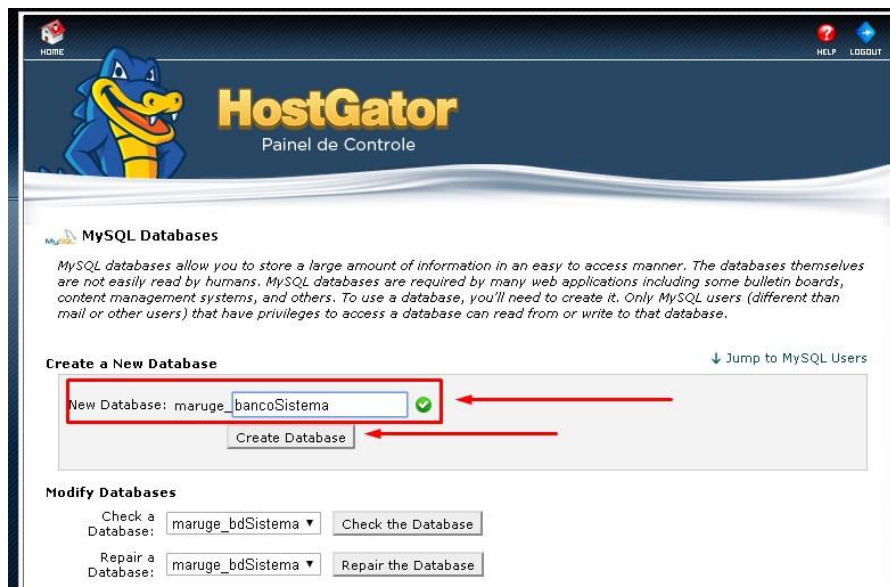 HOME
HELP LOGOUT
HostGator
Painel de Controle
MySQL MySQL Databases
MySQL databases allow you to store a large amount of information in an easy to access manner. The databases themselves
are not easily read by humans. MySQL databases are required by many web applications including some bulletin boards,
content management systems, and others. To use a database, you'll need to create it. Only MySQL users (different than
mail or other users) that have privileges to access a database can read from or write to that database.
↓ Jump to MySQL Users
Create a New Database
New Database: maruge_bancoSistema
Create Database
Modify Databases
Check a
Database: maruge_bdSistema ▼ Check the Database
Repair a
Database: maruge_bdSistema ▼ Repair the Database